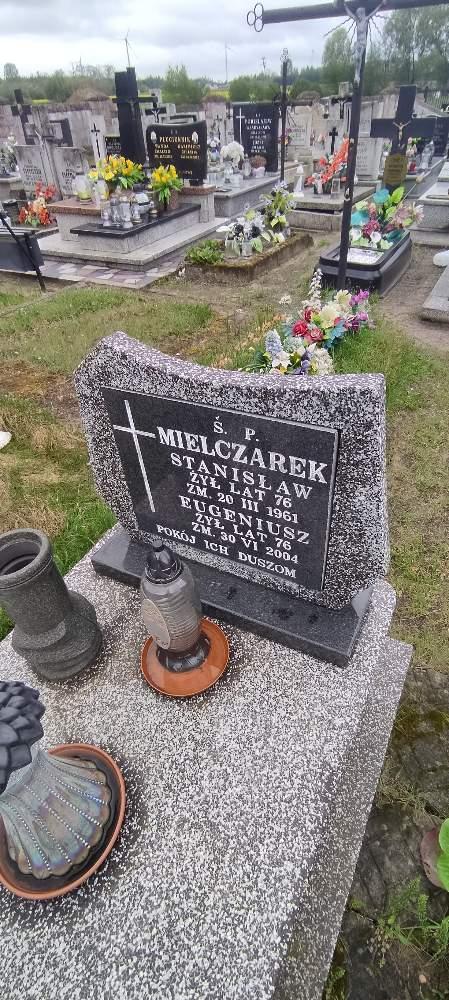 Ś. P.
MIELCZAREK
STANISŁAW
ŻYŁ LAT 76
ZM. 20 III 1961
EUGENIUSZ
ŻYŁ LAT 76
ZM. 30 VI 2004
POKÓJ ICH DUSZOM